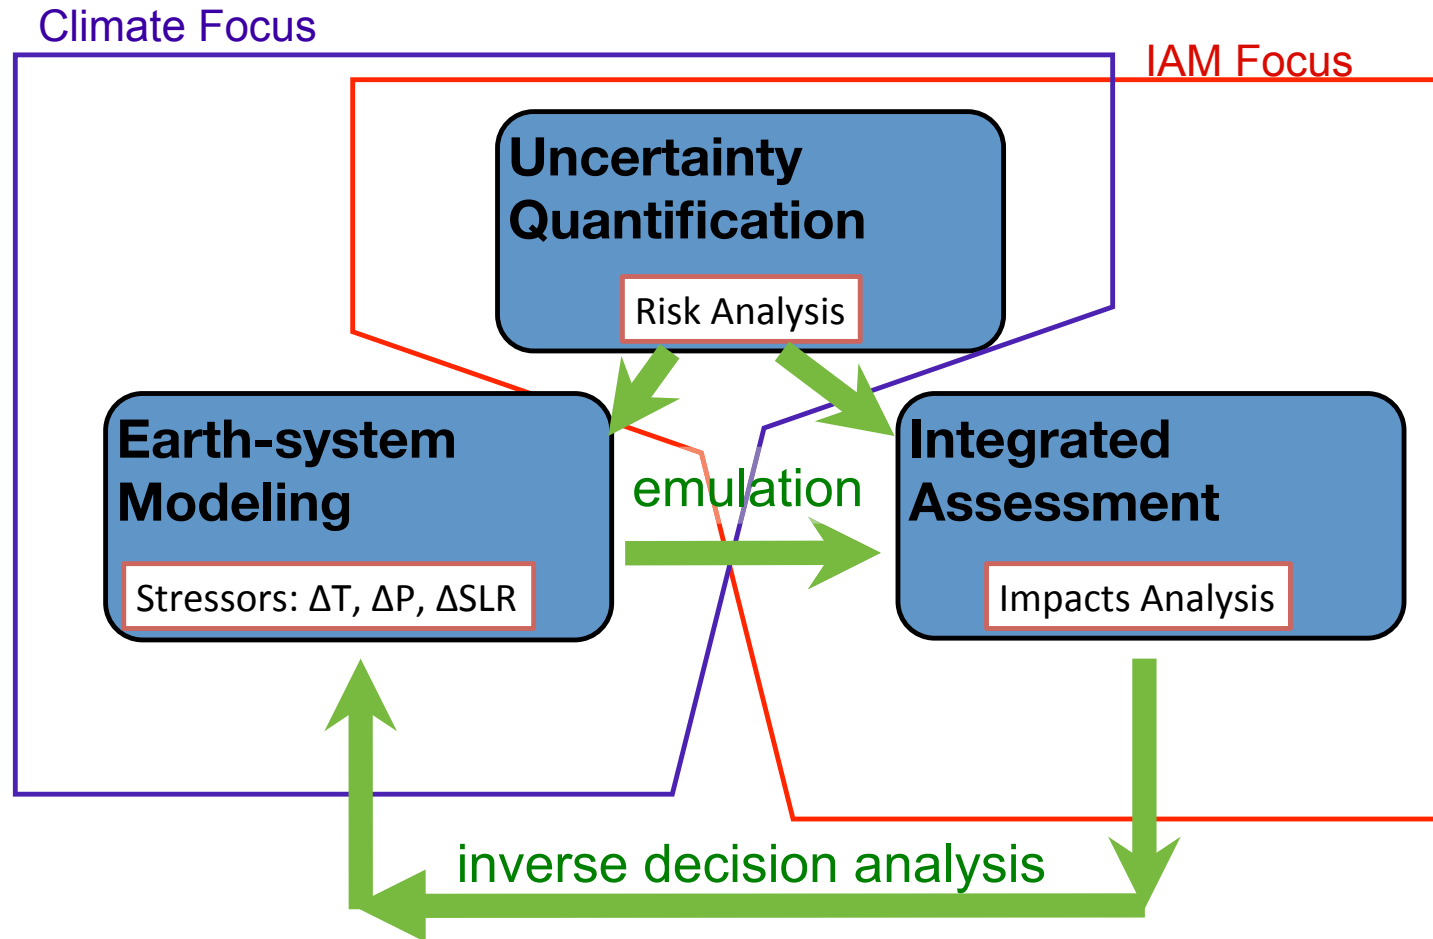 Climate Focus
IAM Focus
Uncertainty
Quantification
Risk Analysis
Earth-system
Modeling
Stressors: ΔT, ΔP, ΔSLR
emulation
Integrated
Assessment
Impacts Analysis
inverse decision analysis